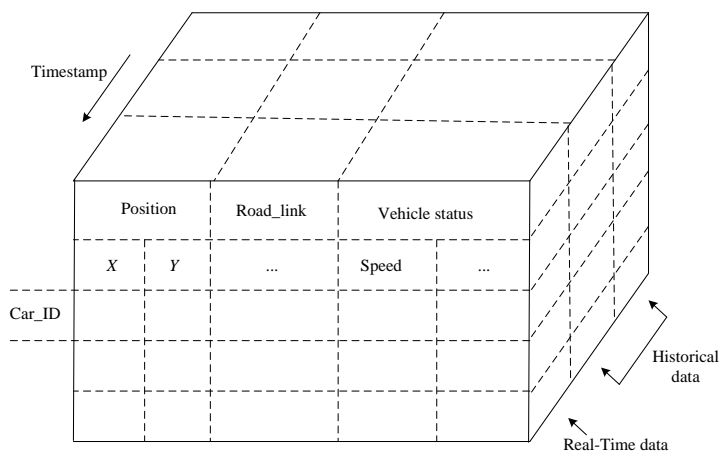 Timestamp
Position Road_link Vehicle status
X Y ... Speed ...
Car_ID
Historical
data
Real-Time data